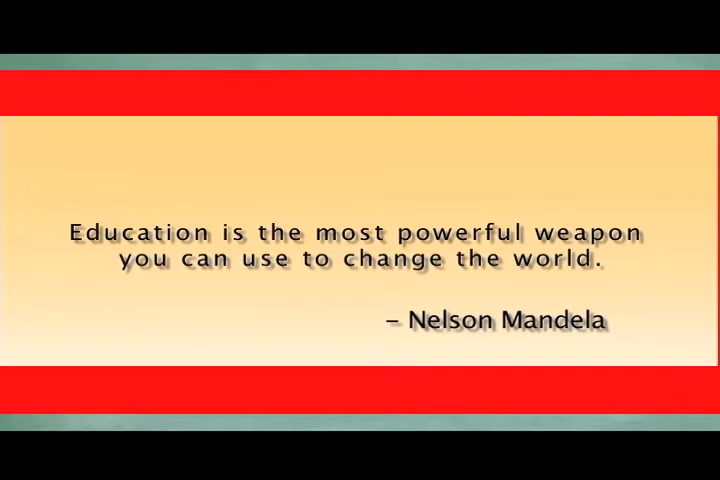 Education is the most powerful weapon
you can use to change the world.
– Nelson Mandela